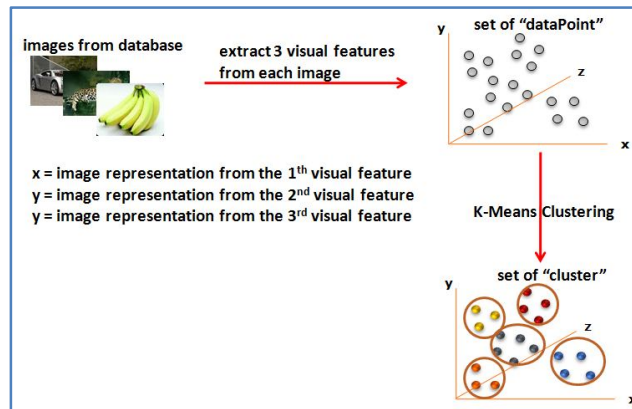 images from database
extract 3 visual features
from each image
set of “dataPoint”
y
z
x
x = image representation from the 1ᵗʰ visual feature
y = image representation from the 2ⁿᵈ visual feature
y = image representation from the 3ʳᵈ visual feature
K-Means Clustering
set of “cluster”
y
z
x